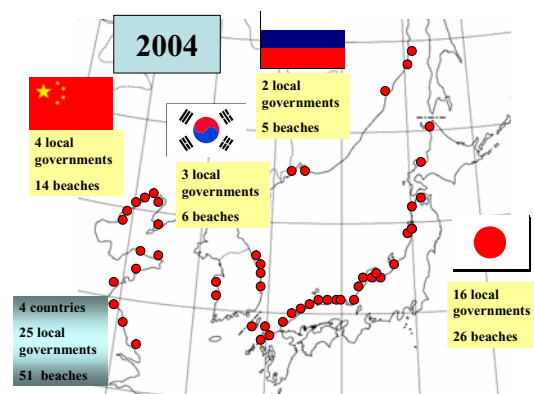 2004
2 local
governments
5 beaches
4 local
governments
14 beaches
3 local
governments
6 beaches
16 local
governments
26 beaches
4 countries
25 local
governments
51 beaches